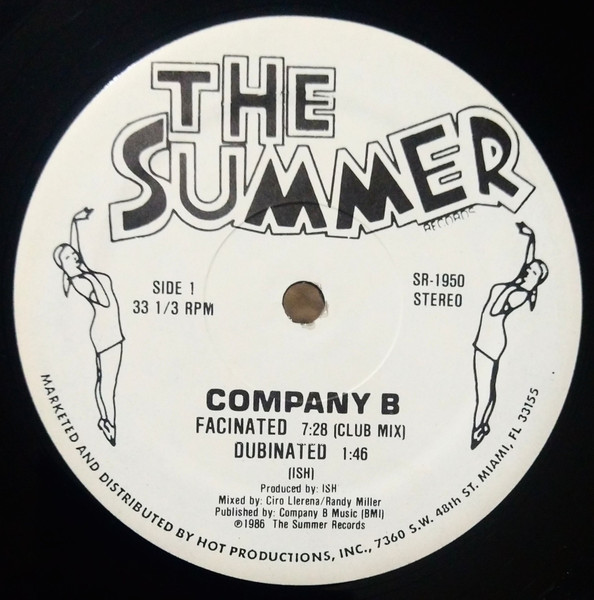 THE
SUMMER
RECORDS
SIDE 1
33 1/3 RPM
SR-1950
STEREO
COMPANY B
FACINATED 7:28 (CLUB MIX)
DUBINATED 1:46
(ISH)
Produced by: ISH
Mixed by: Ciro Llerena/Randy Miller
Published by: Company B Music (BMI)
℗1986 The Summer Records
MARKETED AND DISTRIBUTED BY HOT PRODUCTIONS, INC., 7360 S.W. 48th ST. MIAMI, FL 33155